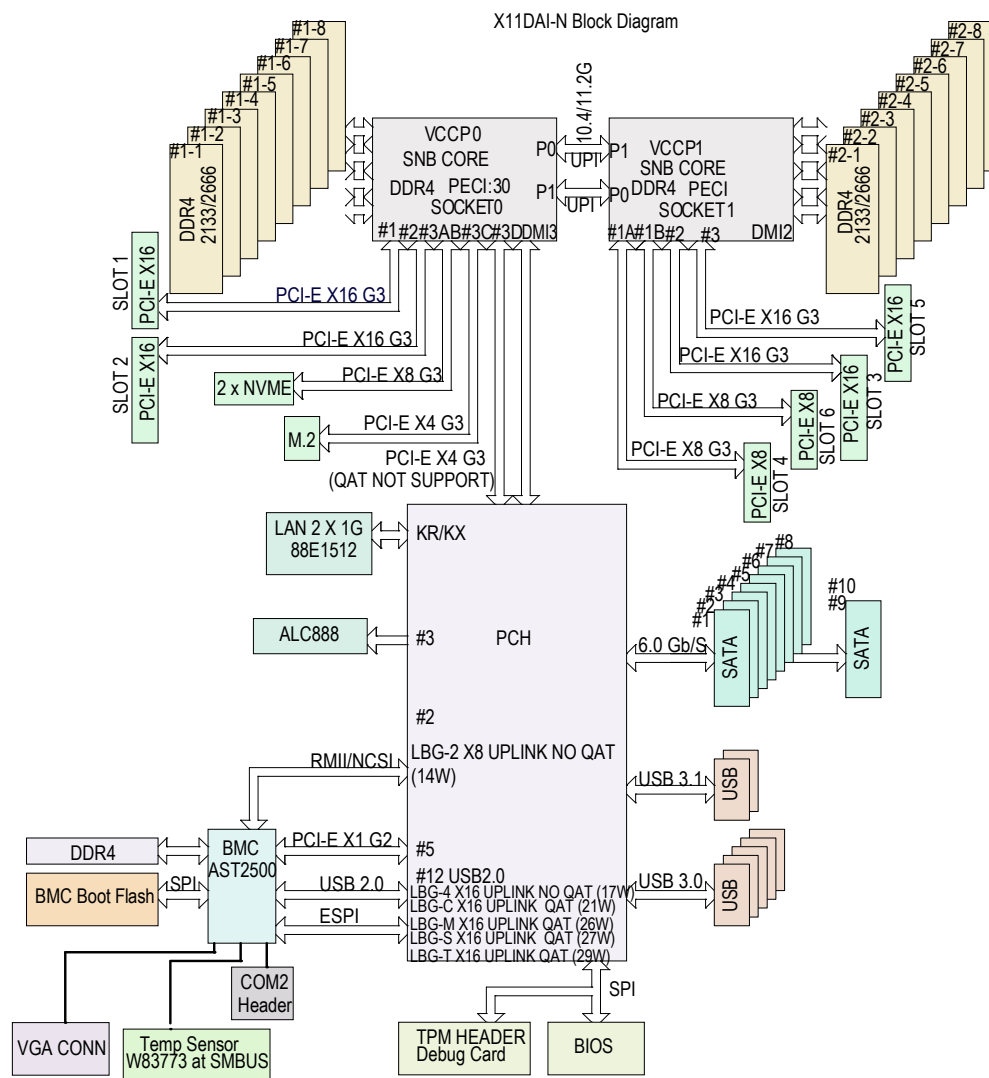 X11DAI-N Block Diagram
#1-8
#1-7
#1-6
#1-5
#1-4
#1-3
#1-2
#1-1
DDR4
2133/2666
VCCP0
SNB CORE
DDR4 PECI:30
SOCKET0
P0
P1
#1
#2
#3AB
#3C
#3D
DMI3
10.4/11.2G
UPI
UPI
P1
P0
VCCP1
SNB CORE
DDR4 PECI
SOCKET1
#1A
#1B
#2
#3
DMI2
#2-8
#2-7
#2-6
#2-5
#2-4
#2-3
#2-2
#2-1
DDR4
2133/2666
SLOT 1
PCI-E X16
PCI-E X16 G3
SLOT 2
PCI-E X16
PCI-E X16 G3
2 x NVME
PCI-E X8 G3
M.2
PCI-E X4 G3
PCI-E X4 G3
(QAT NOT SUPPORT)
PCI-E X16 G3
PCI-E X16
SLOT 5
PCI-E X16 G3
PCI-E X16
SLOT 3
PCI-E X8 G3
PCI-E X8
SLOT 6
PCI-E X8 G3
PCI-E X8
SLOT 4
LAN 2 X 1G
88E1512
KR/KX
ALC888
#3
PCH
#2
LBG-2 X8 UPLINK NO QAT
(14W)
RMII/NCSI
6.0 Gb/S
#8
#7
#6
#5
#4
#3
#2
#1
SATA
#10
#9
SATA
USB 3.1
USB
USB 3.0
USB
DDR4
BMC
AST2500
PCI-E X1 G2
#5
BMC Boot Flash
SPI
USB 2.0
#12 USB2.0
LBG-4 X16 UPLINK NO QAT (17W)
LBG-C X16 UPLINK QAT (21W)
ESPI
LBG-M X16 UPLINK QAT (26W)
LBG-S X16 UPLINK QAT (27W)
LBG-T X16 UPLINK QAT (29W)
COM2
Header
SPI
VGA CONN
Temp Sensor
W83773 at SMBUS
TPM HEADER
Debug Card
BIOS